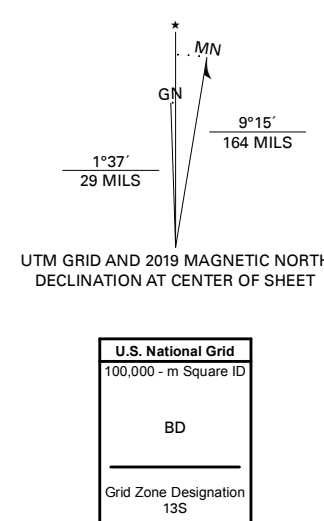 ★
MN
GN
9°15´
164 MILS
1°37´
29 MILS
UTM GRID AND 2019 MAGNETIC NORTH
DECLINATION AT CENTER OF SHEET
U.S. National Grid
100,000 - m Square ID
BD
Grid Zone Designation
13S